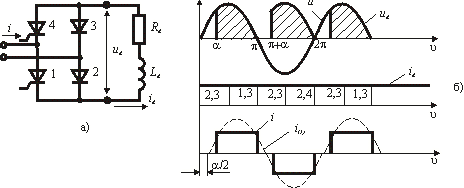 i
4
3
1
2
u_d
R_d
L_d
i_d
а)
u
u_d
α
π
π+α
2π
υ
i_d
2,3
1,3
2,3
2,4
2,3
1,3
υ
б)
i
i_(1)
υ
α/2